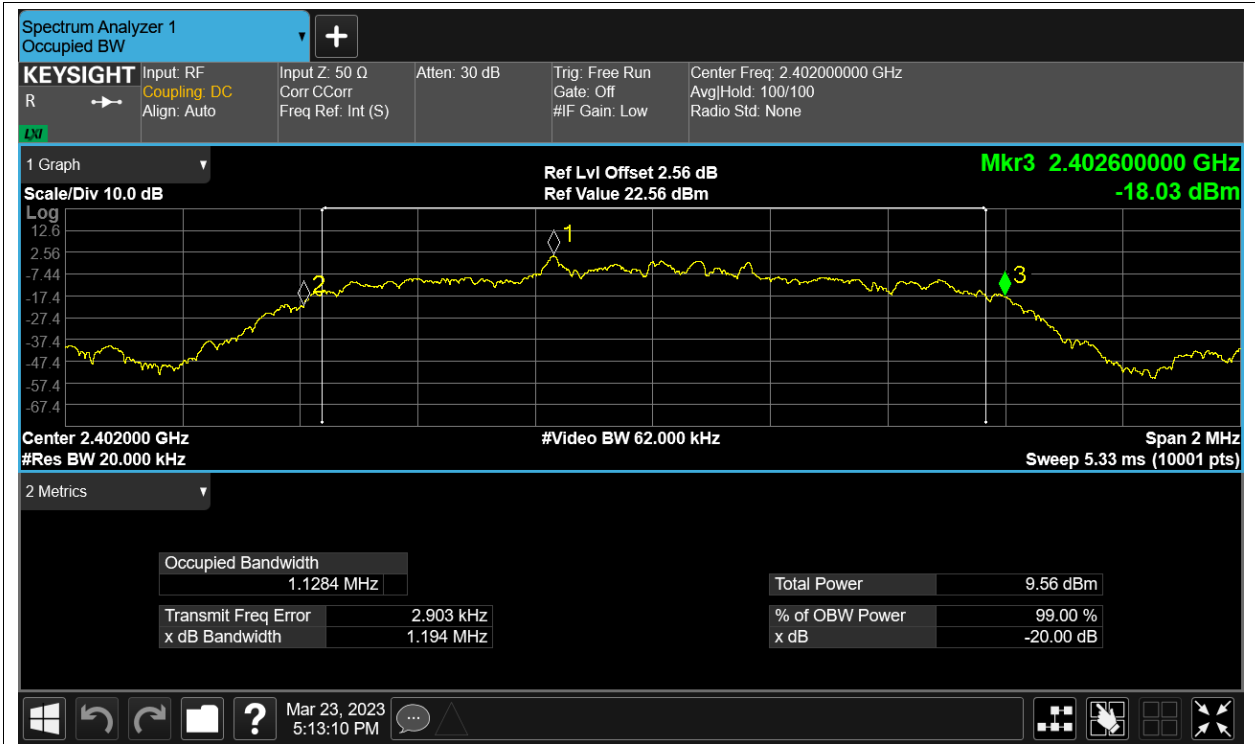 Spectrum Analyzer 1
Occupied BW
KEYSIGHT
R
LXI
Input: RF
Coupling: DC
Align: Auto
Input Z: 50 Ω
Corr CCorr
Freq Ref: Int (S)
Atten: 30 dB
Trig: Free Run
Gate: Off
#IF Gain: Low
Center Freq: 2.402000000 GHz
Avg|Hold: 100/100
Radio Std: None
1 Graph
Scale/Div 10.0 dB
Ref Lvl Offset 2.56 dB
Ref Value 22.56 dBm
Mkr3 2.402600000 GHz
-18.03 dBm
Log
12.6
2.56
-7.44
-17.4
-27.4
-37.4
-47.4
-57.4
-67.4
1
2
3
Center 2.402000 GHz
#Res BW 20.000 kHz
#Video BW 62.000 kHz
Span 2 MHz
Sweep 5.33 ms (10001 pts)
2 Metrics
Occupied Bandwidth
1.1284 MHz
Transmit Freq Error 2.903 kHz
x dB Bandwidth 1.194 MHz
Total Power 9.56 dBm
% of OBW Power 99.00 %
x dB -20.00 dB
?
Mar 23, 2023
5:13:10 PM